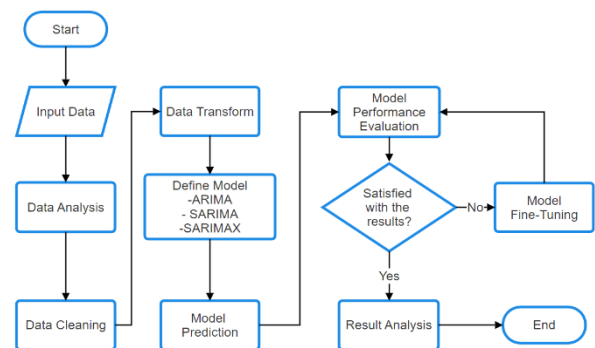 Start
Input Data
Data Analysis
Data Cleaning
Data Transform
Define Model
-ARIMA
- SARIMA
-SARIMAX
Model
Prediction
Model
Performance
Evaluation
Satisfied
with the
results?
No
Model
Fine-Tuning
Yes
Result Analysis
End